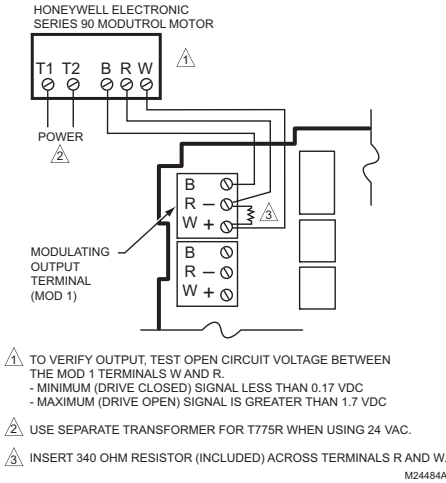 HONEYWELL ELECTRONIC
SERIES 90 MODUTROL MOTOR
1
T1 T2 B R W
POWER
2
B
R –
W +
3
MODULATING
OUTPUT
TERMINAL
(MOD 1)
B
R –
W +
1 TO VERIFY OUTPUT, TEST OPEN CIRCUIT VOLTAGE BETWEEN
THE MOD 1 TERMINALS W AND R.
- MINIMUM (DRIVE CLOSED) SIGNAL LESS THAN 0.17 VDC
- MAXIMUM (DRIVE OPEN) SIGNAL IS GREATER THAN 1.7 VDC
2 USE SEPARATE TRANSFORMER FOR T775R WHEN USING 24 VAC.
3 INSERT 340 OHM RESISTOR (INCLUDED) ACROSS TERMINALS R AND W.
M24484A